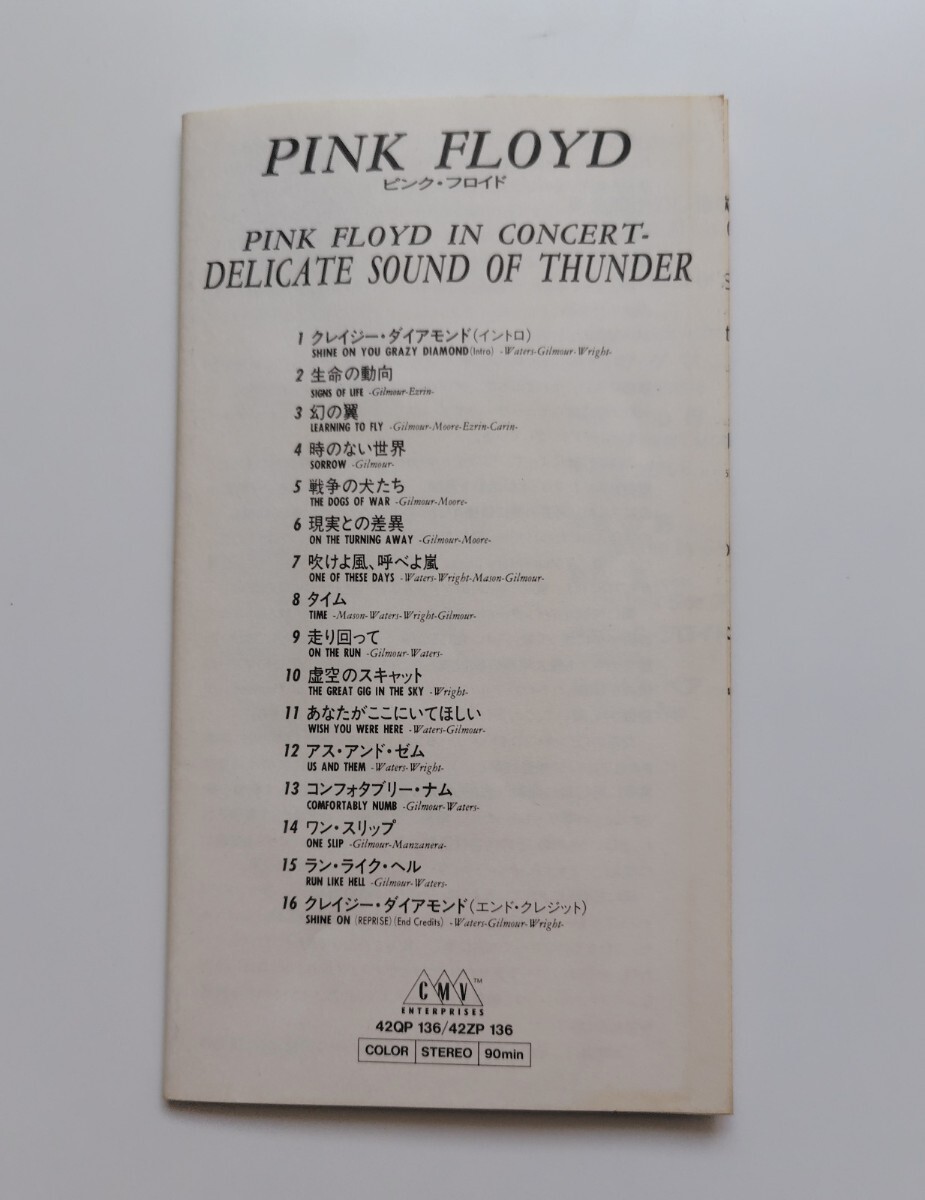 PINK FLOYD
ピンク・フロイド
PINK FLOYD IN CONCERT-
DELICATE SOUND OF THUNDER
1 クレイジー・ダイアモンド(イントロ)
SHINE ON YOU GRAZY DIAMOND(Intro) -Waters-Gilmour-Wright-
2 生命の動向
SIGNS OF LIFE -Gilmour-Ezrin-
3 幻の翼
LEARNING TO FLY -Gilmour-Moore-Ezrin-Carin-
4 時のない世界
SORROW -Gilmour-
5 戦争の犬たち
THE DOGS OF WAR -Gilmour-Moore-
6 現実との差異
ON THE TURNING AWAY -Gilmour-Moore-
7 吹けよ風、呼べよ嵐
ONE OF THESE DAYS -Waters-Wright-Mason-Gilmour-
8 タイム
TIME -Mason-Waters-Wright-Gilmour-
9 走り回って
ON THE RUN -Gilmour-Waters-
10 虚空のスキャット
THE GREAT GIG IN THE SKY -Wright-
11 あなたがここにいてほしい
WISH YOU WERE HERE -Waters-Gilmour-
12 アス・アンド・ゼム
US AND THEM -Waters-Wright-
13 コンフォタブリー・ナム
COMFORTABLY NUMB -Gilmour-Waters-
14 ワン・スリップ
ONE SLIP -Gilmour-Manzanera-
15 ラン・ライク・ヘル
RUN LIKE HELL -Gilmour-Waters-
16 クレイジー・ダイアモンド(エンド・クレジット)
SHINE ON (REPRISE) (End Credits) -Waters-Gilmour-Wright-
CMV™
ENTERPRISES
42QP 136/42ZP 136
COLOR STEREO 90min